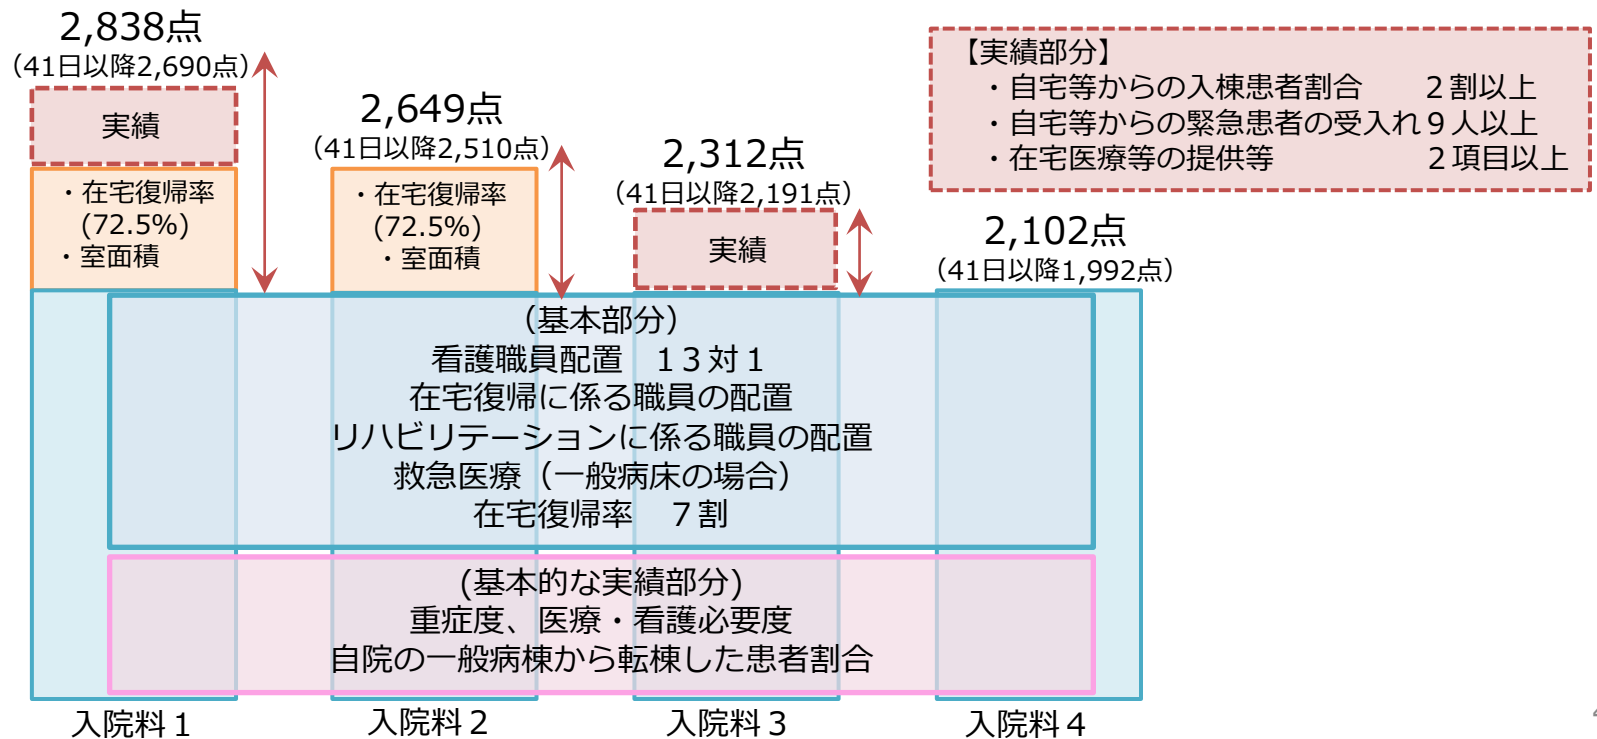 2,838点
（41日以降2,690点）
実績
・在宅復帰率
(72.5%)
・室面積
2,649点
（41日以降2,510点）
・在宅復帰率
(72.5%)
・室面積
2,312点
（41日以降2,191点）
実績
2,102点
（41日以降1,992点）
【実績部分】
・自宅等からの入棟患者割合　２割以上
・自宅等からの緊急患者の受入れ９人以上
・在宅医療等の提供等　２項目以上
（基本部分）
看護職員配置　１３対１
在宅復帰に係る職員の配置
リハビリテーションに係る職員の配置
救急医療（一般病床の場合）
在宅復帰率　７割
(基本的な実績部分)
重症度、医療・看護必要度
自院の一般病棟から転棟した患者割合
入院料１
入院料２
入院料３
入院料４